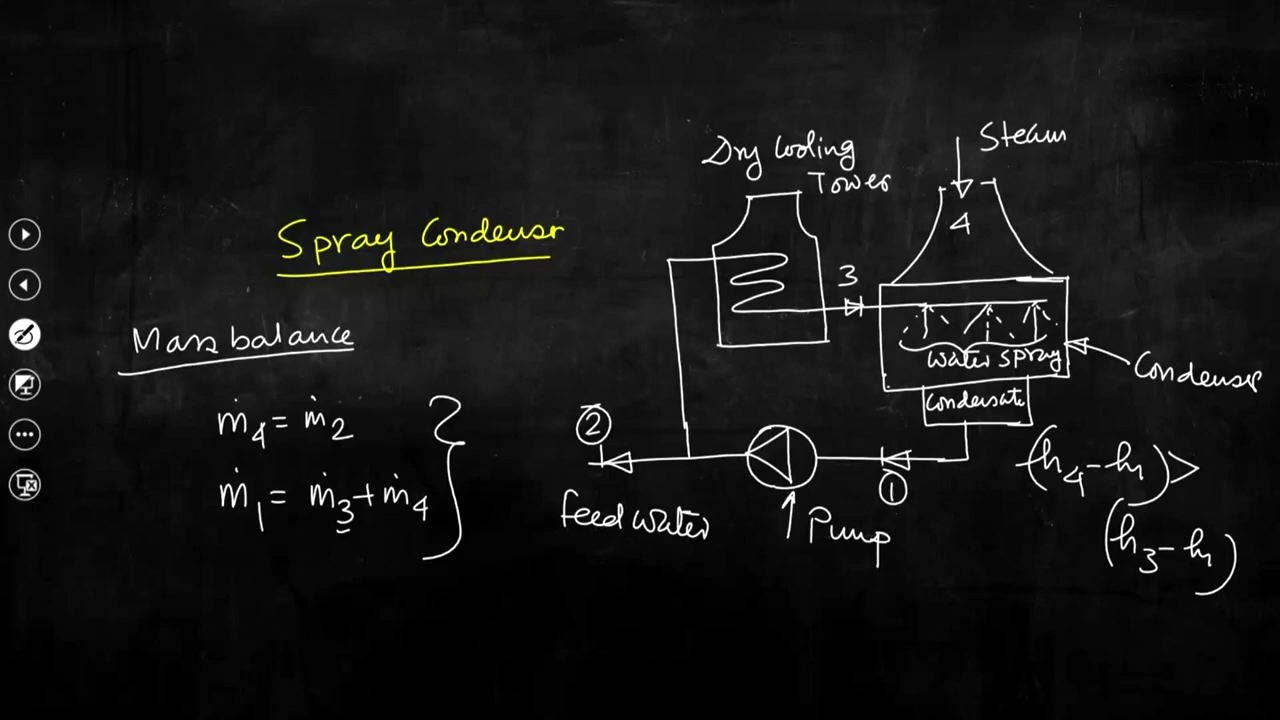 Spray Condenser
Mass balance
ṁ4 = ṁ2
ṁ1 = ṁ3 + ṁ4
Dry Cooling
Tower
Steam
4
3
Water spray
Condenser
Condensate
2
1
feed water
Pump
(h4 - h1) >
(h3 - h1)